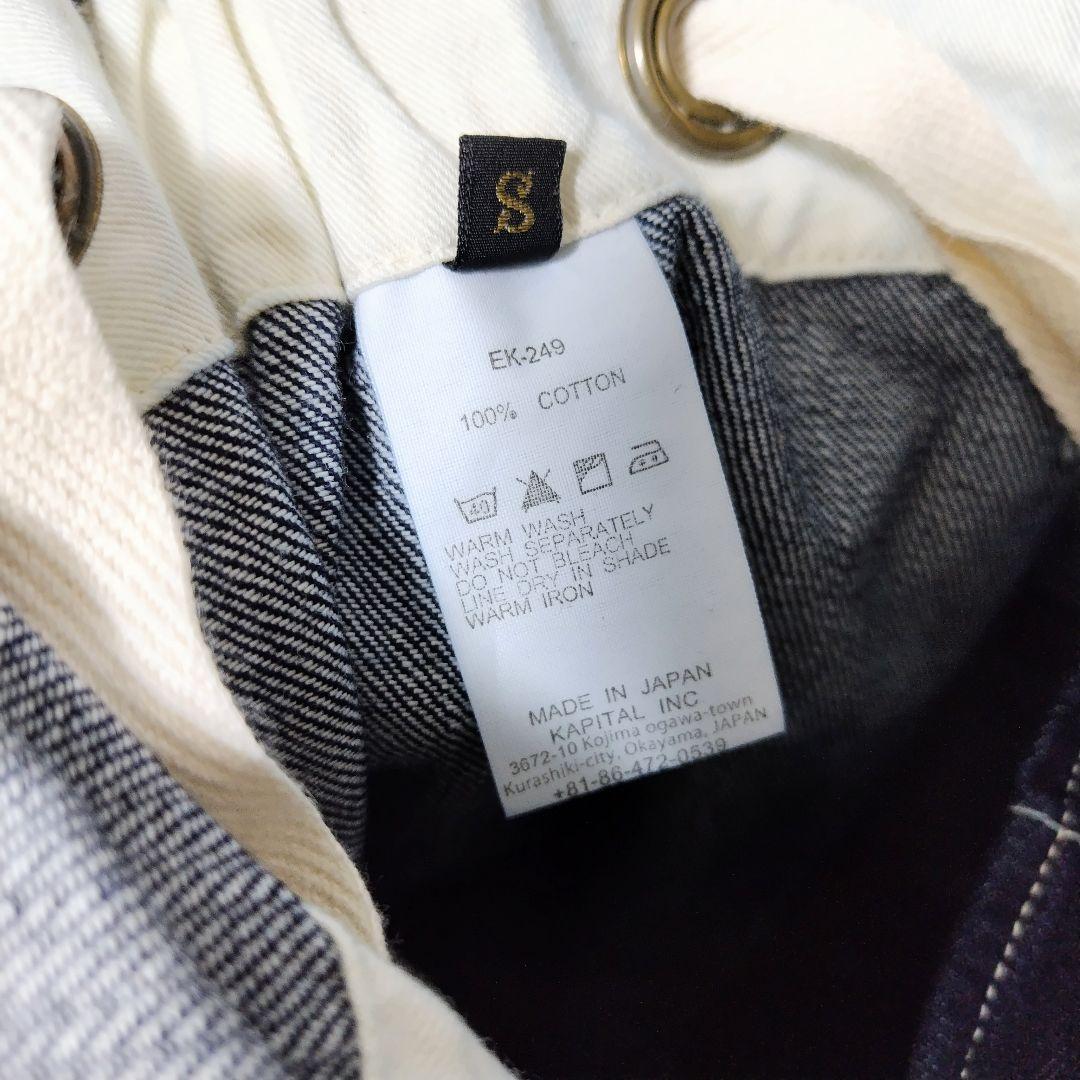 S
EK-249
100% COTTON
40
WARM WASH
WASH SEPARATELY
DO NOT BLEACH
LINE DRY IN SHADE
WARM IRON
MADE IN JAPAN
KAPITAL INC
3672-10 Kojima ogawa-town
Kurashiki-city, Okayama, JAPAN
+81-86-472-0539